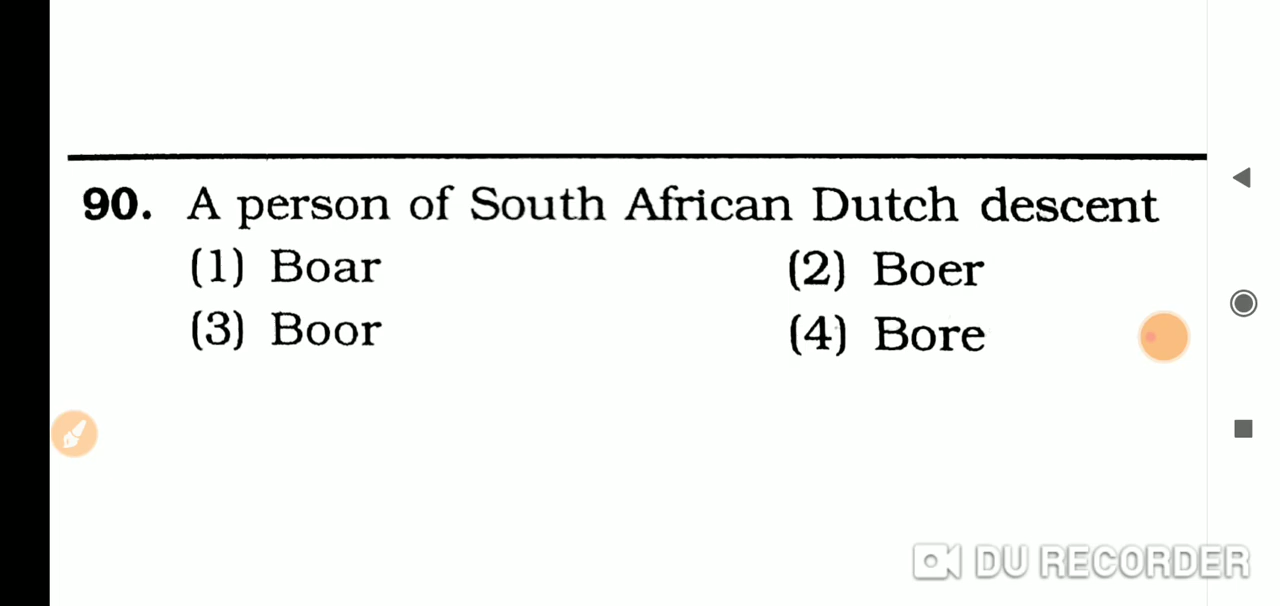 90. A person of South African Dutch descent
(1) Boar (2) Boer
(3) Boor (4) Bore
DU RECORDER